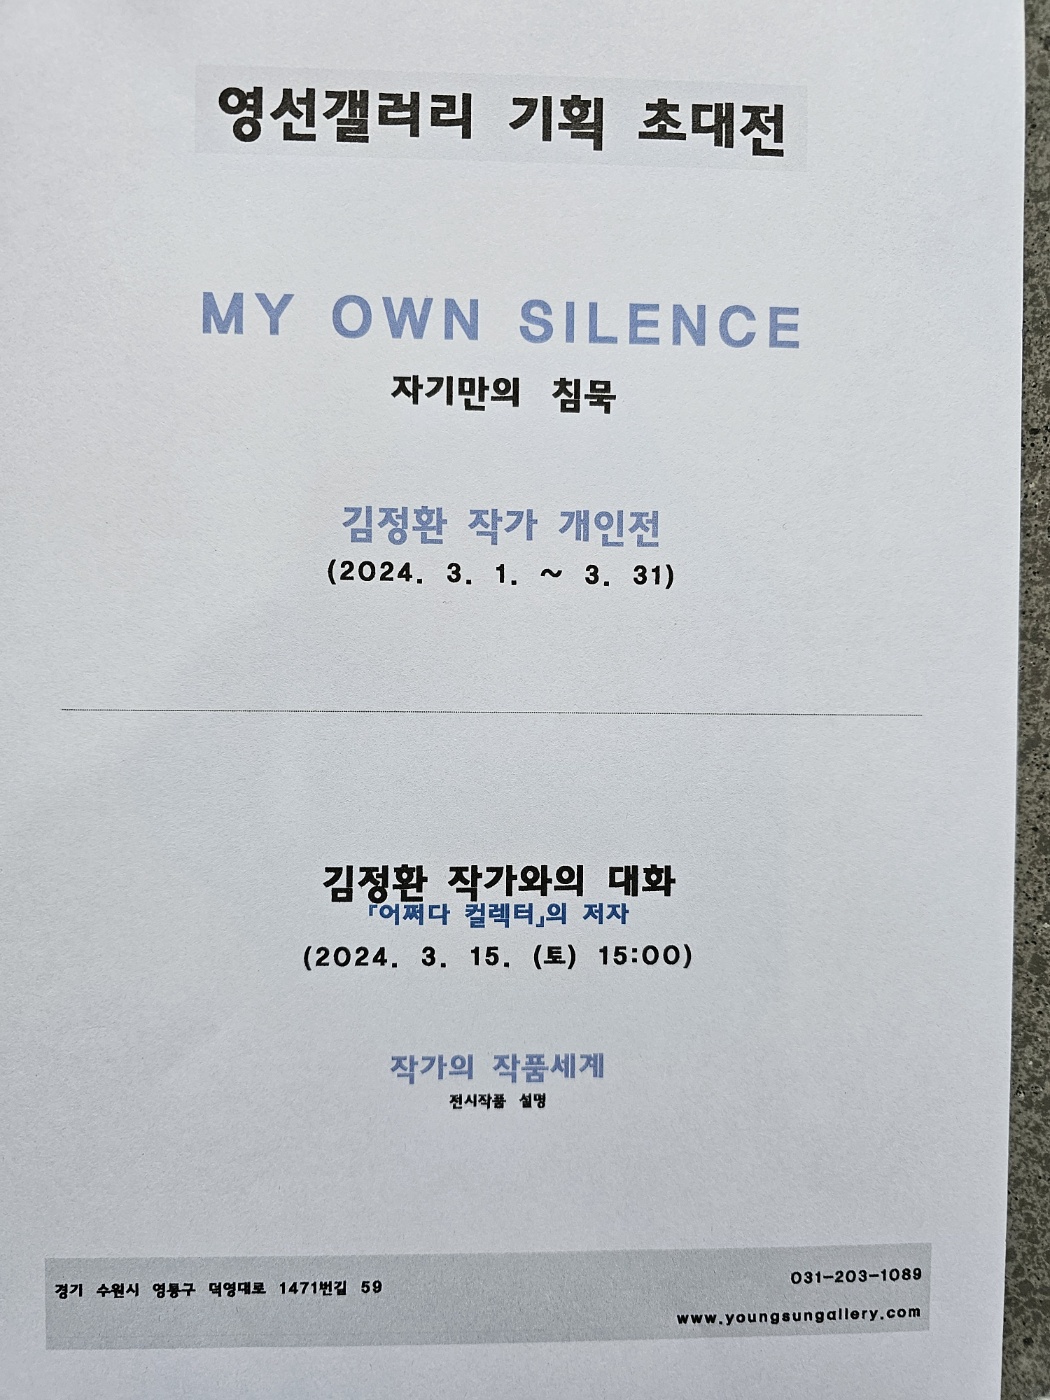 영선갤러리 기획 초대전
MY OWN SILENCE
자기만의 침묵
김정환 작가 개인전
(2024. 3. 1. ~ 3. 31)
김정환 작가와의 대화
「어쩌다 컬렉터」의 저자
(2024. 3. 15. (토) 15:00)
작가의 작품세계
전시작품 설명
경기 수원시 영통구 덕영대로 1471번길 59
031-203-1089
www.youngsungallery.com